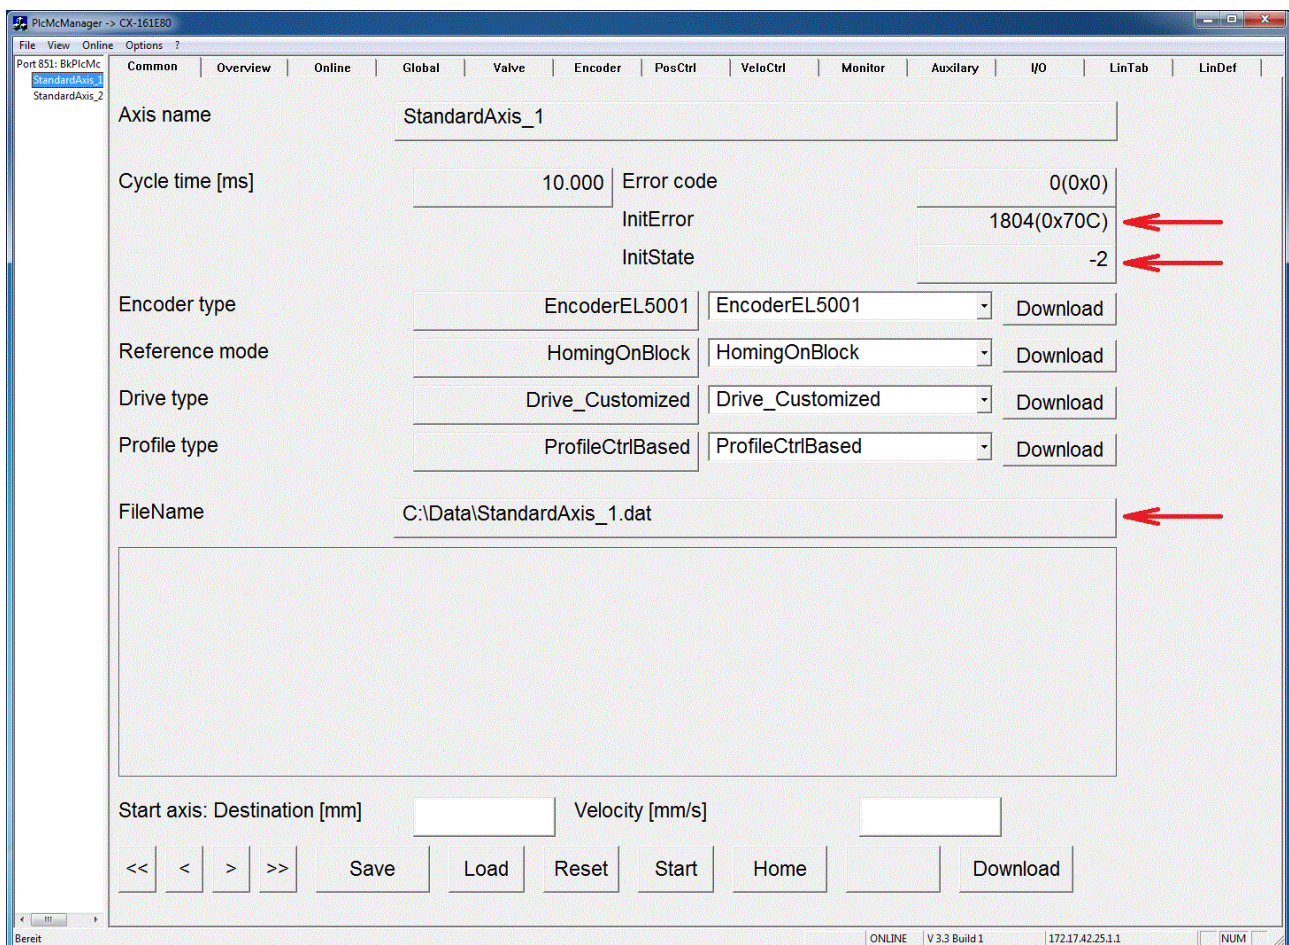 PlcMcManager -> CX-161E80
File View Online Options ?
Port 851: BkPlcMc
StandardAxis_1
StandardAxis_2
Common Overview Online Global Valve Encoder PosCtrl VeloCtrl Monitor Auxilary I/O LinTab LinDef
Axis name StandardAxis_1
Cycle time [ms] 10.000 Error code 0(0x0)
InitError 1804(0x70C)
InitState -2
Encoder type EncoderEL5001 EncoderEL5001 Download
Reference mode HomingOnBlock HomingOnBlock Download
Drive type Drive_Customized Drive_Customized Download
Profile type ProfileCtrlBased ProfileCtrlBased Download
FileName C:\Data\StandardAxis_1.dat
Start axis: Destination [mm] Velocity [mm/s]
<< < > >> Save Load Reset Start Home Download
Bereit ONLINE V 3.3 Build 1 172.17.42.25.1.1 NUM